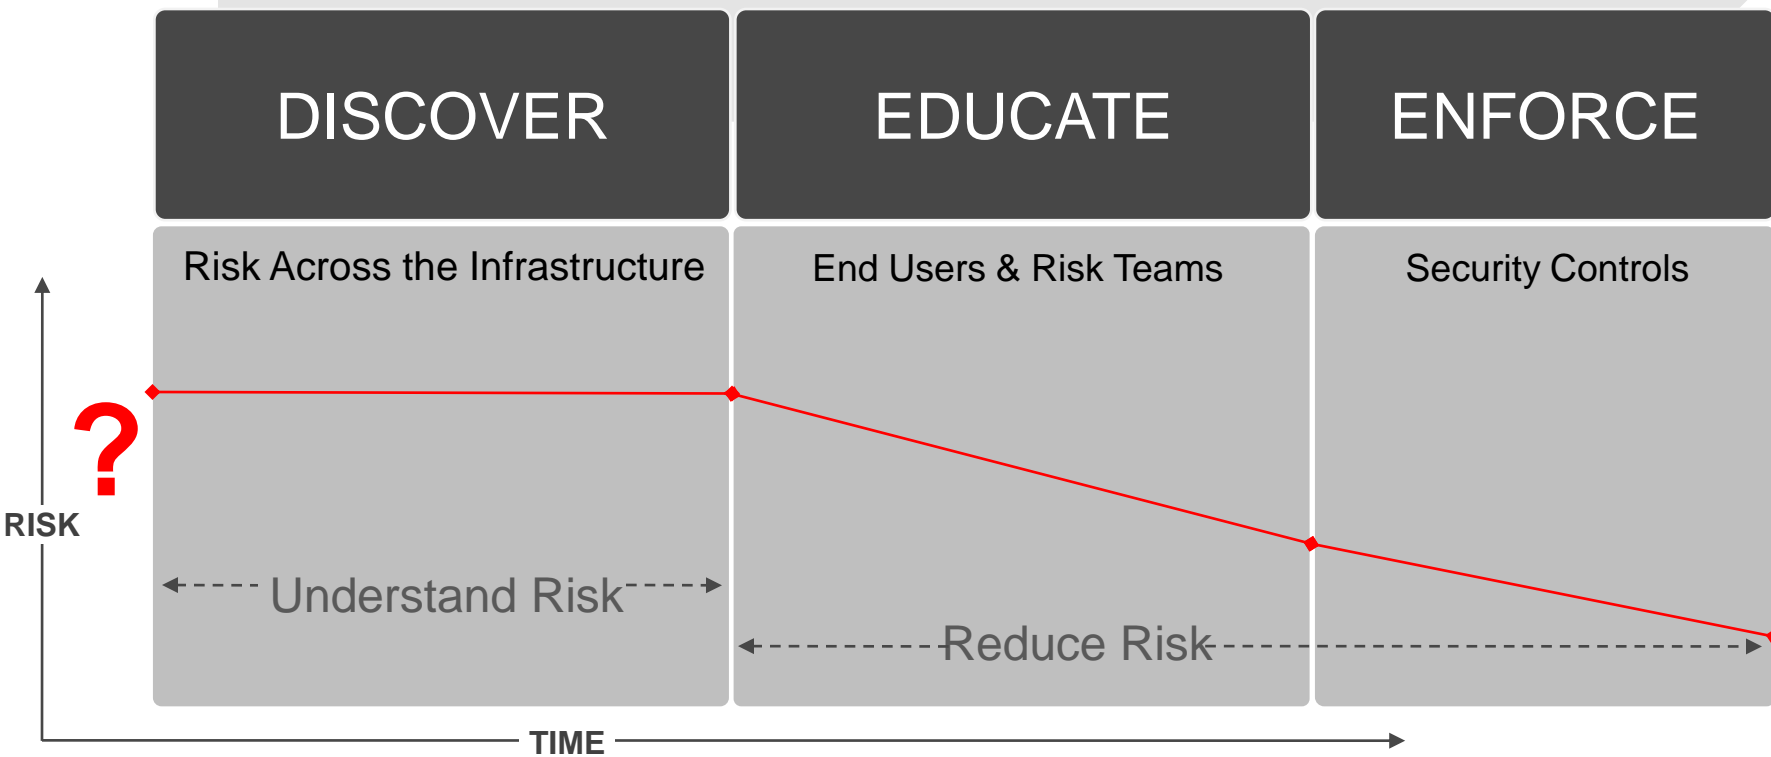 DISCOVER
EDUCATE
ENFORCE
Risk Across the Infrastructure
End Users & Risk Teams
Security Controls
?
RISK
Understand Risk
Reduce Risk
TIME